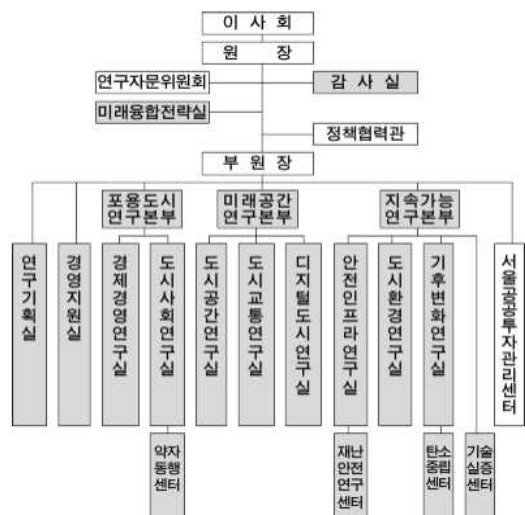 이 사 회
원 장
연구자문위원회
감 사 실
미래융합전략실
정책협력관
부 원 장
포용도시
연구본부
미래공간
연구본부
지속가능
연구본부
연구기획실
경영지원실
경제경영연구실
도시사회연구실
도시공간연구실
도시교통연구실
디지털도시연구실
안전인프라연구실
도시환경연구실
기후변화연구실
서울공공투자관리센터
약자
동행
센터
재난
안전
연구
센터
탄소
중립
센터
기술
실증
센터